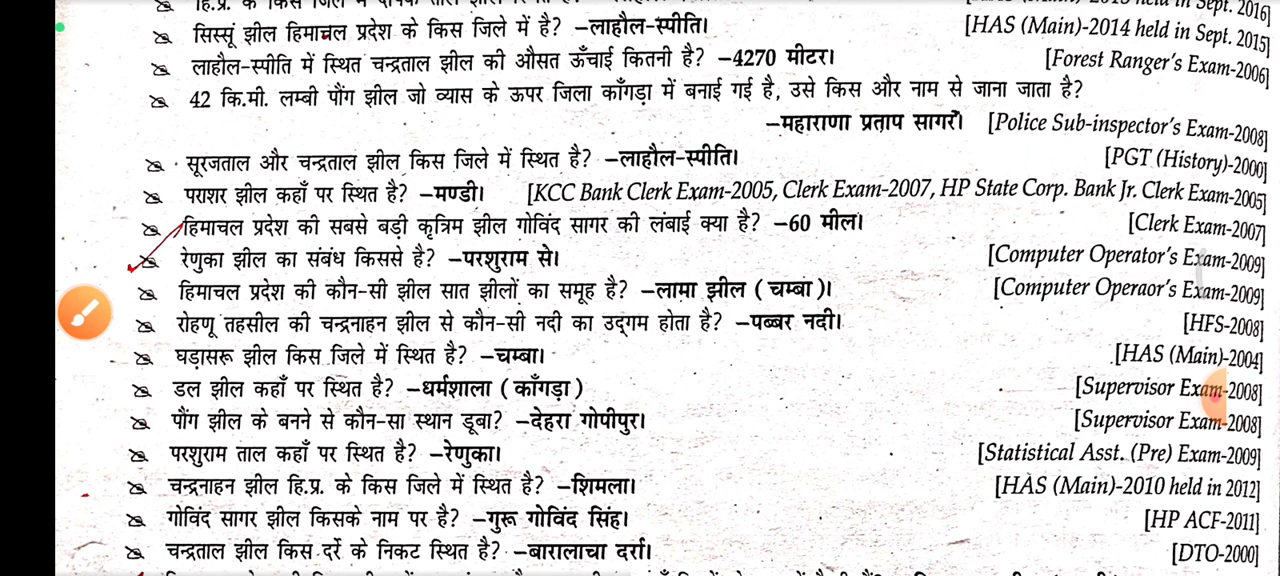 सिस्सूं झील हिमाचल प्रदेश के किस जिले में है? –लाहौल-स्पीति। [HAS (Main)-2014 held in Sept. 2015]
लाहौल-स्पीति में स्थित चन्द्रताल झील की औसत ऊँचाई कितनी है? –4270 मीटर। [Forest Ranger's Exam-2006]
42 कि.मी. लम्बी पौंग झील जो व्यास के ऊपर जिला काँगड़ा में बनाई गई है, उसे किस और नाम से जाना जाता है?
–महाराणा प्रताप सागर। [Police Sub-inspector's Exam-2008]
सूरजताल और चन्द्रताल झील किस जिले में स्थित है? –लाहौल-स्पीति। [PGT (History)-2000]
पराशर झील कहाँ पर स्थित है? –मण्डी। [KCC Bank Clerk Exam-2005, Clerk Exam-2007, HP State Corp. Bank Jr. Clerk Exam-2005]
हिमाचल प्रदेश की सबसे बड़ी कृत्रिम झील गोविंद सागर की लंबाई क्या है? –60 मील। [Clerk Exam-2007]
रेणुका झील का संबंध किससे है? –परशुराम से। [Computer Operator's Exam-2009]
हिमाचल प्रदेश की कौन-सी झील सात झीलों का समूह है? –लामा झील (चम्बा)। [Computer Operaor's Exam-2009]
रोहणू तहसील की चन्द्रनाहन झील से कौन-सी नदी का उद्‌गम होता है? –पब्बर नदी। [HFS-2008]
घड़ासरू झील किस जिले में स्थित है? –चम्बा। [HAS (Main)-2004]
डल झील कहाँ पर स्थित है? –धर्मशाला (काँगड़ा) [Supervisor Exam-2008]
पौंग झील के बनने से कौन-सा स्थान डूबा? –देहरा गोपीपुर। [Supervisor Exam-2008]
परशुराम ताल कहाँ पर स्थित है? –रेणुका। [Statistical Asst. (Pre) Exam-2009]
चन्द्रनाहन झील हि.प्र. के किस जिले में स्थित है? –शिमला। [HAS (Main)-2010 held in 2012]
गोविंद सागर झील किसके नाम पर है? –गुरू गोविंद सिंह। [HP ACF-2011]
चन्द्रताल झील किस दर्रे के निकट स्थित है? –बारालाचा दर्रा। [DTO-2000]